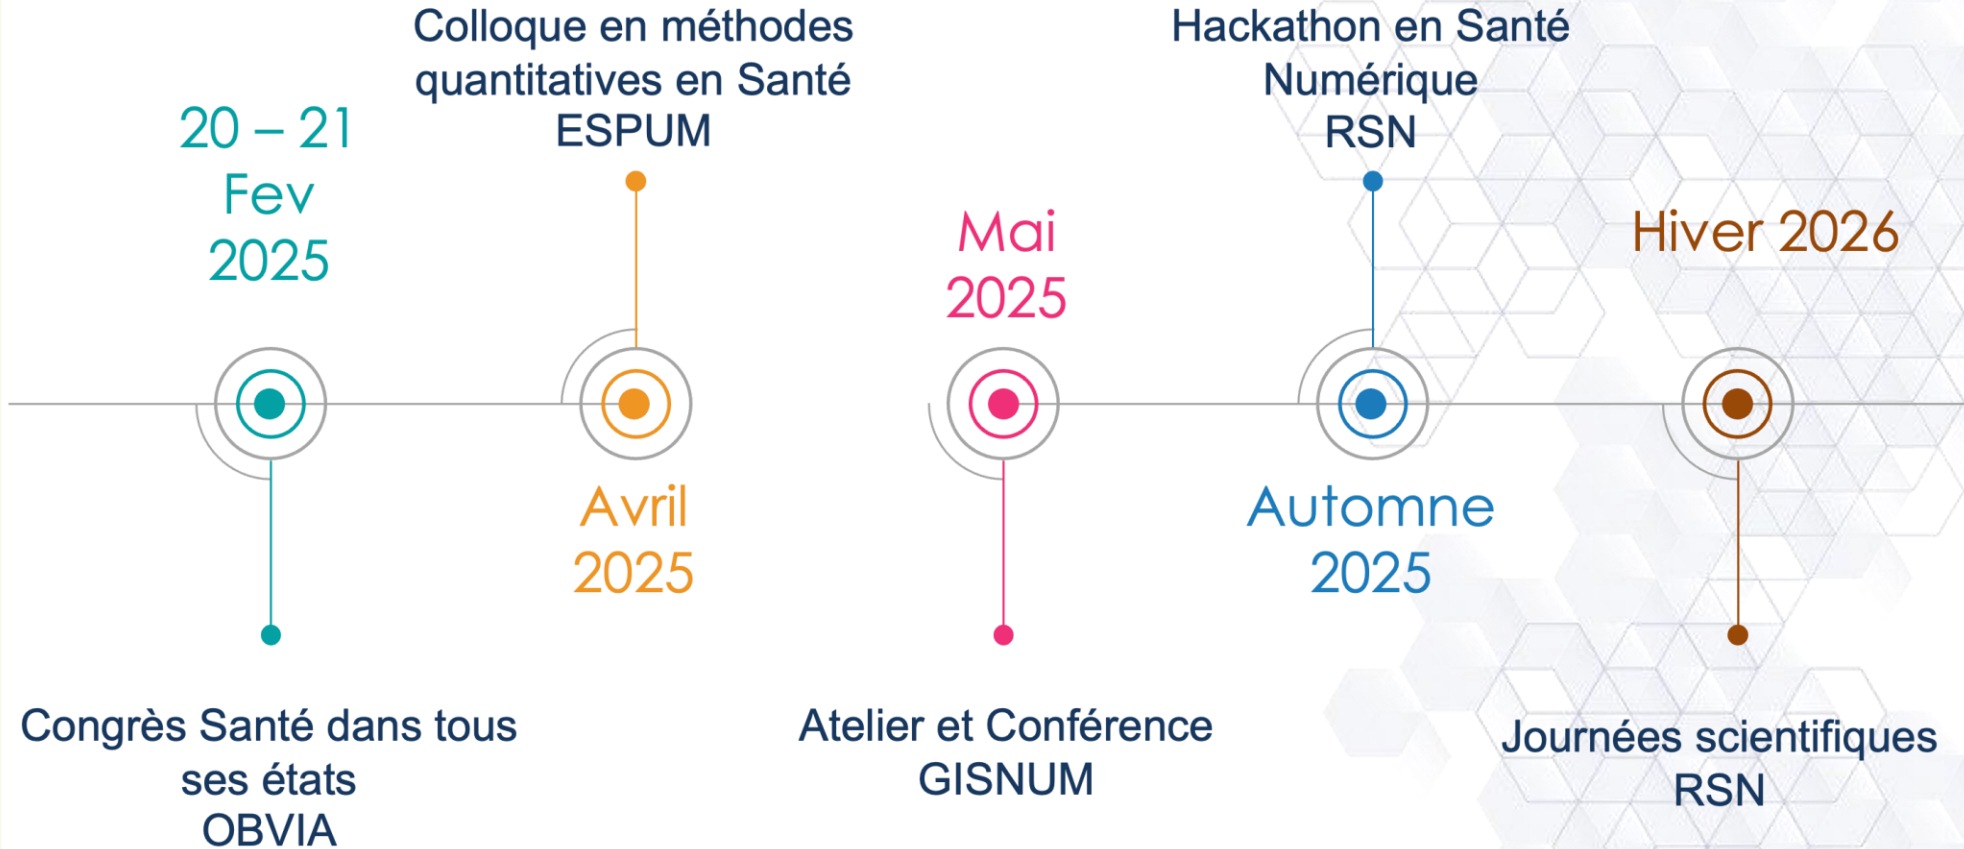 20 – 21
Fev
2025
Congrès Santé dans tous
ses états
OBVIA
Colloque en méthodes
quantitatives en Santé
ESPUM
Avril
2025
Mai
2025
Atelier et Conférence
GISNUM
Hackathon en Santé
Numérique
RSN
Automne
2025
Hiver 2026
Journées scientifiques
RSN